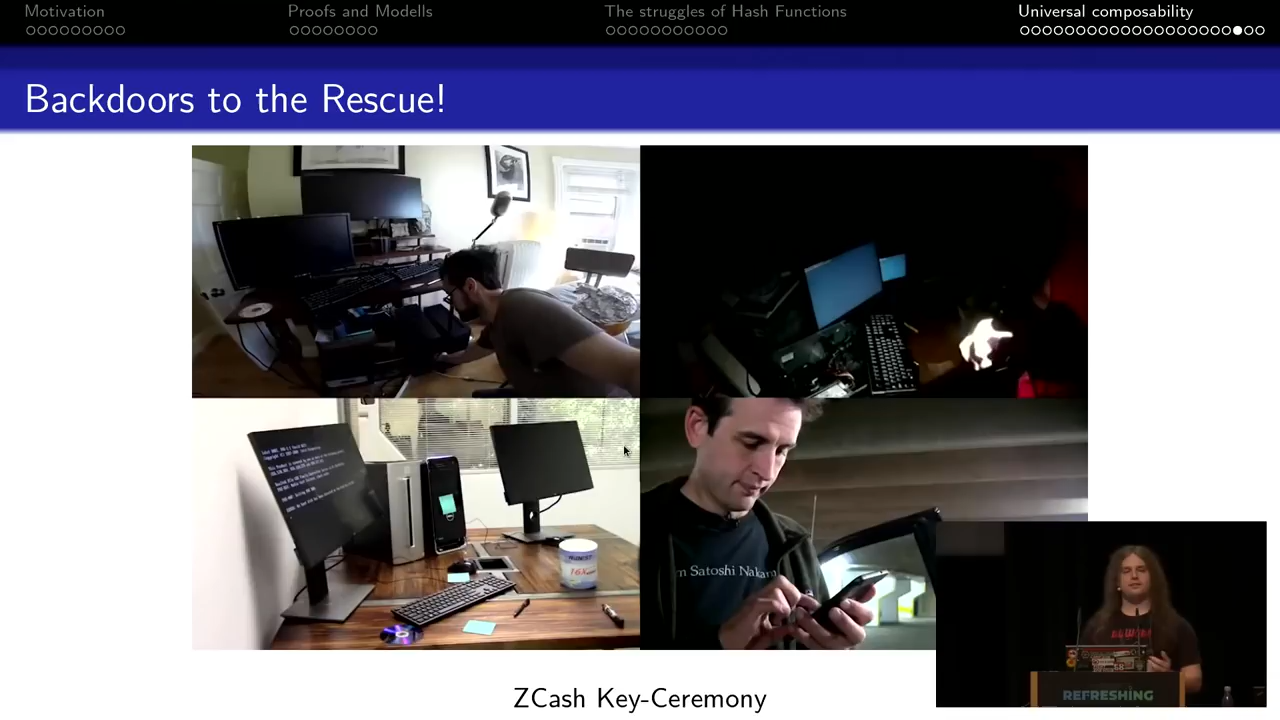 Motivation
Proofs and Modells
The struggles of Hash Functions
Universal composability
Backdoors to the Rescue!
m Satoshi Nakam
REFRESHING
ZCash Key-Ceremony